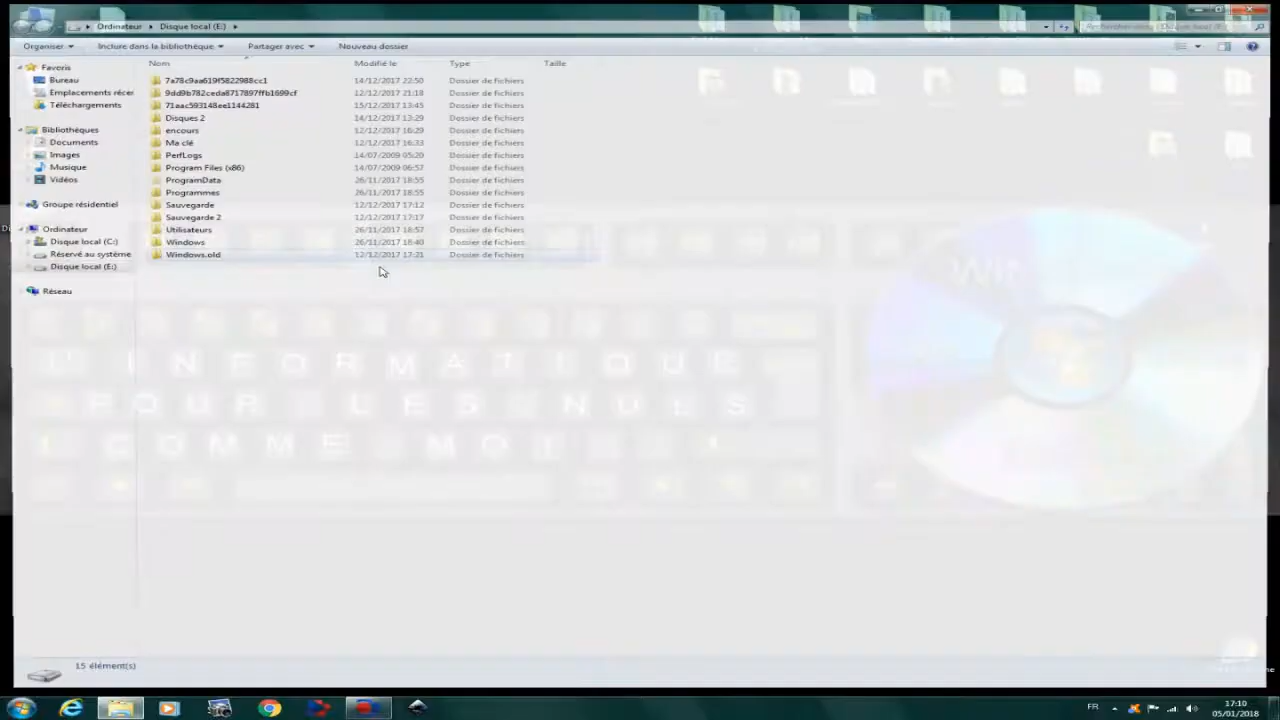 Ordinateur ▸ Disque local (E:) ▸
Organiser Inclure dans la bibliothèque Partager avec Nouveau dossier
Nom Modifié le Type Taille
Favoris
Bureau
Emplacements récer
Téléchargements
Bibliothèques
Documents
Images
Musique
Vidéos
Groupe résidentiel
Ordinateur
Disque local (C:)
Réservé au système
Disque local (E:)
Réseau
7a78c9aa619f5822988cc1 14/12/2017 22:50 Dossier de fichiers
9dd9b782ceda8717897ffb1699cf 12/12/2017 21:18 Dossier de fichiers
71aac593148ee1144281 15/12/2017 13:45 Dossier de fichiers
Disques 2 14/12/2017 13:29 Dossier de fichiers
encours 12/12/2017 16:29 Dossier de fichiers
Ma clé 12/12/2017 16:33 Dossier de fichiers
PerfLogs 14/07/2009 05:20 Dossier de fichiers
Program Files (x86) 14/07/2009 06:57 Dossier de fichiers
ProgramData 26/11/2017 18:55 Dossier de fichiers
Programmes 26/11/2017 18:55 Dossier de fichiers
Sauvegarde 12/12/2017 17:12 Dossier de fichiers
Sauvegarde 2 12/12/2017 17:17 Dossier de fichiers
Utilisateurs 26/11/2017 18:57 Dossier de fichiers
Windows 26/11/2017 18:40 Dossier de fichiers
Windows.old 12/12/2017 17:21 Dossier de fichiers
L' INFORMATIQUE
POUR LES NULS
COMME MOI !
15 élément(s)
FR 17:10
05/01/2018